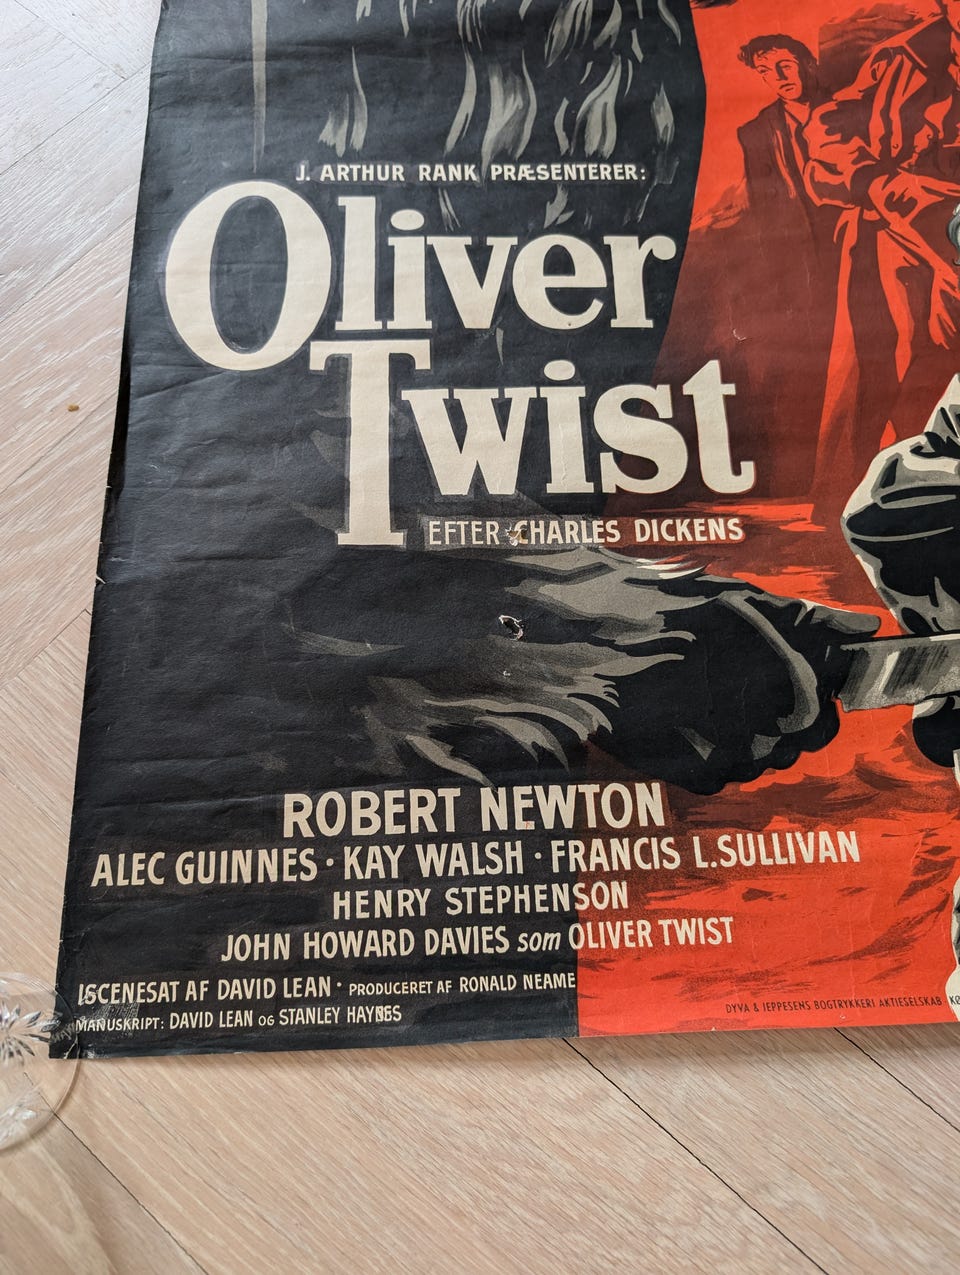 J. ARTHUR RANK PRÆSENTERER:
Oliver
Twist
EFTER CHARLES DICKENS
ROBERT NEWTON
ALEC GUINNES · KAY WALSH · FRANCIS L. SULLIVAN
HENRY STEPHENSON
JOHN HOWARD DAVIES som OLIVER TWIST
ISCENESAT AF DAVID LEAN · PRODUCERET AF RONALD NEAME
MANUSKRIPT: DAVID LEAN OG STANLEY HAYNES
DYVA & JEPPESENS BOGTRYKKERI AKTIESELSKAB KØ